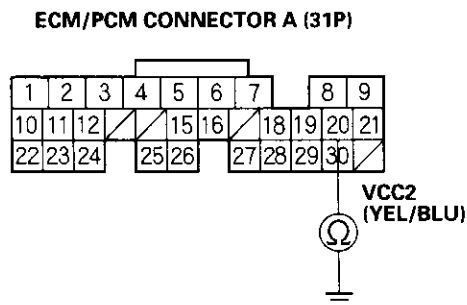 ECM/PCM CONNECTOR A (31P)
1 2 3 4 5 6 7 8 9
10 11 12 15 16 18 19 20 21
22 23 24 25 26 27 28 29 30
VCC2
(YEL/BLU)
Ω